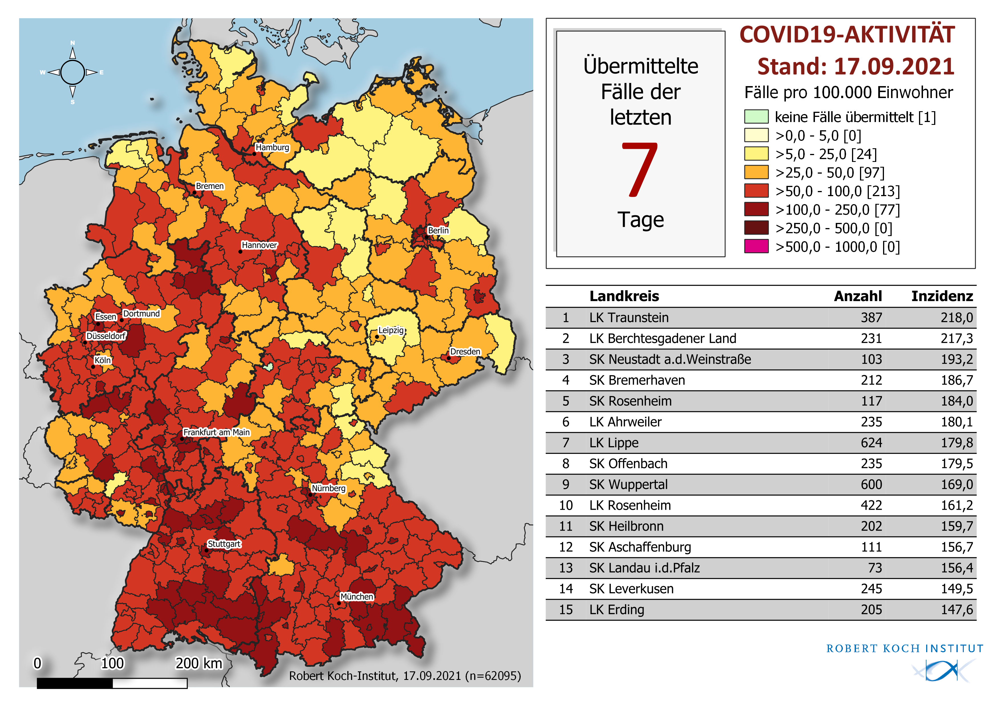 N
W E
S
Hamburg
Bremen
Berlin
Hannover
Essen
Dortmund
Düsseldorf
Leipzig
Köln
Dresden
Frankfurt am Main
Nürnberg
Stuttgart
München
0 100 200 km
Robert Koch-Institut, 17.09.2021 (n=62095)
Übermittelte
Fälle der
letzten
7
Tage
COVID19-AKTIVITÄT
Stand: 17.09.2021
Fälle pro 100.000 Einwohner
keine Fälle übermittelt [1]
>0,0 - 5,0 [0]
>5,0 - 25,0 [24]
>25,0 - 50,0 [97]
>50,0 - 100,0 [213]
>100,0 - 250,0 [77]
>250,0 - 500,0 [0]
>500,0 - 1000,0 [0]
Landkreis Anzahl Inzidenz
1 LK Traunstein 387 218,0
2 LK Berchtesgadener Land 231 217,3
3 SK Neustadt a.d.Weinstraße 103 193,2
4 SK Bremerhaven 212 186,7
5 SK Rosenheim 117 184,0
6 LK Ahrweiler 235 180,1
7 LK Lippe 624 179,8
8 SK Offenbach 235 179,5
9 SK Wuppertal 600 169,0
10 LK Rosenheim 422 161,2
11 SK Heilbronn 202 159,7
12 SK Aschaffenburg 111 156,7
13 SK Landau i.d.Pfalz 73 156,4
14 SK Leverkusen 245 149,5
15 LK Erding 205 147,6
ROBERT KOCH INSTITUT